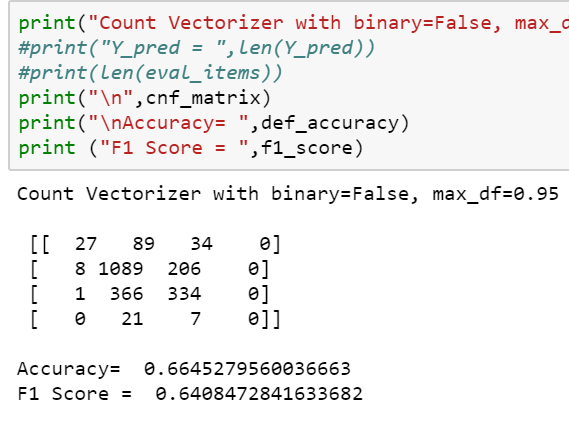 print("Count Vectorizer with binary=False, max_d
#print("Y_pred = ",len(Y_pred))
#print(len(eval_items))
print("\n",cnf_matrix)
print("\nAccuracy= ",def_accuracy)
print ("F1 Score = ",f1_score)
Count Vectorizer with binary=False, max_df=0.95
[[  27   89   34    0]
[   8 1089  206    0]
[   1  366  334    0]
[   0   21    7    0]]
Accuracy=  0.6645279560036663
F1 Score =  0.6408472841633682